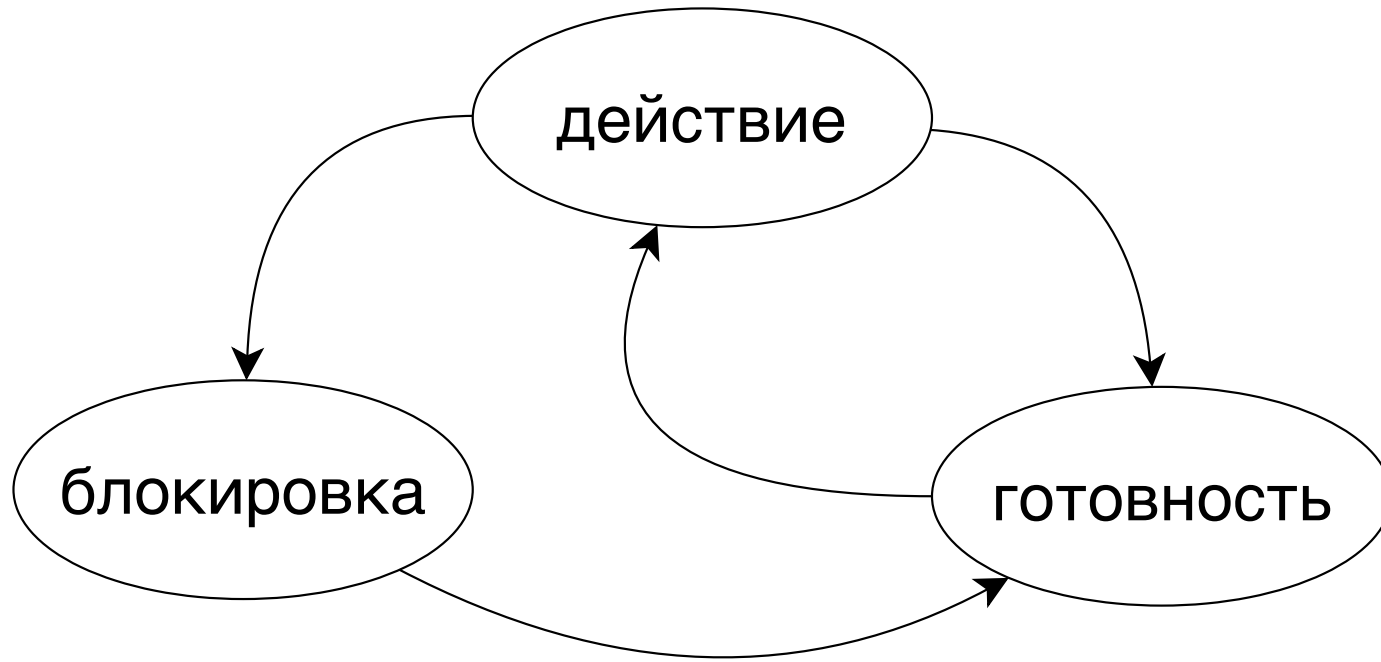 действие
блокировка
готовность